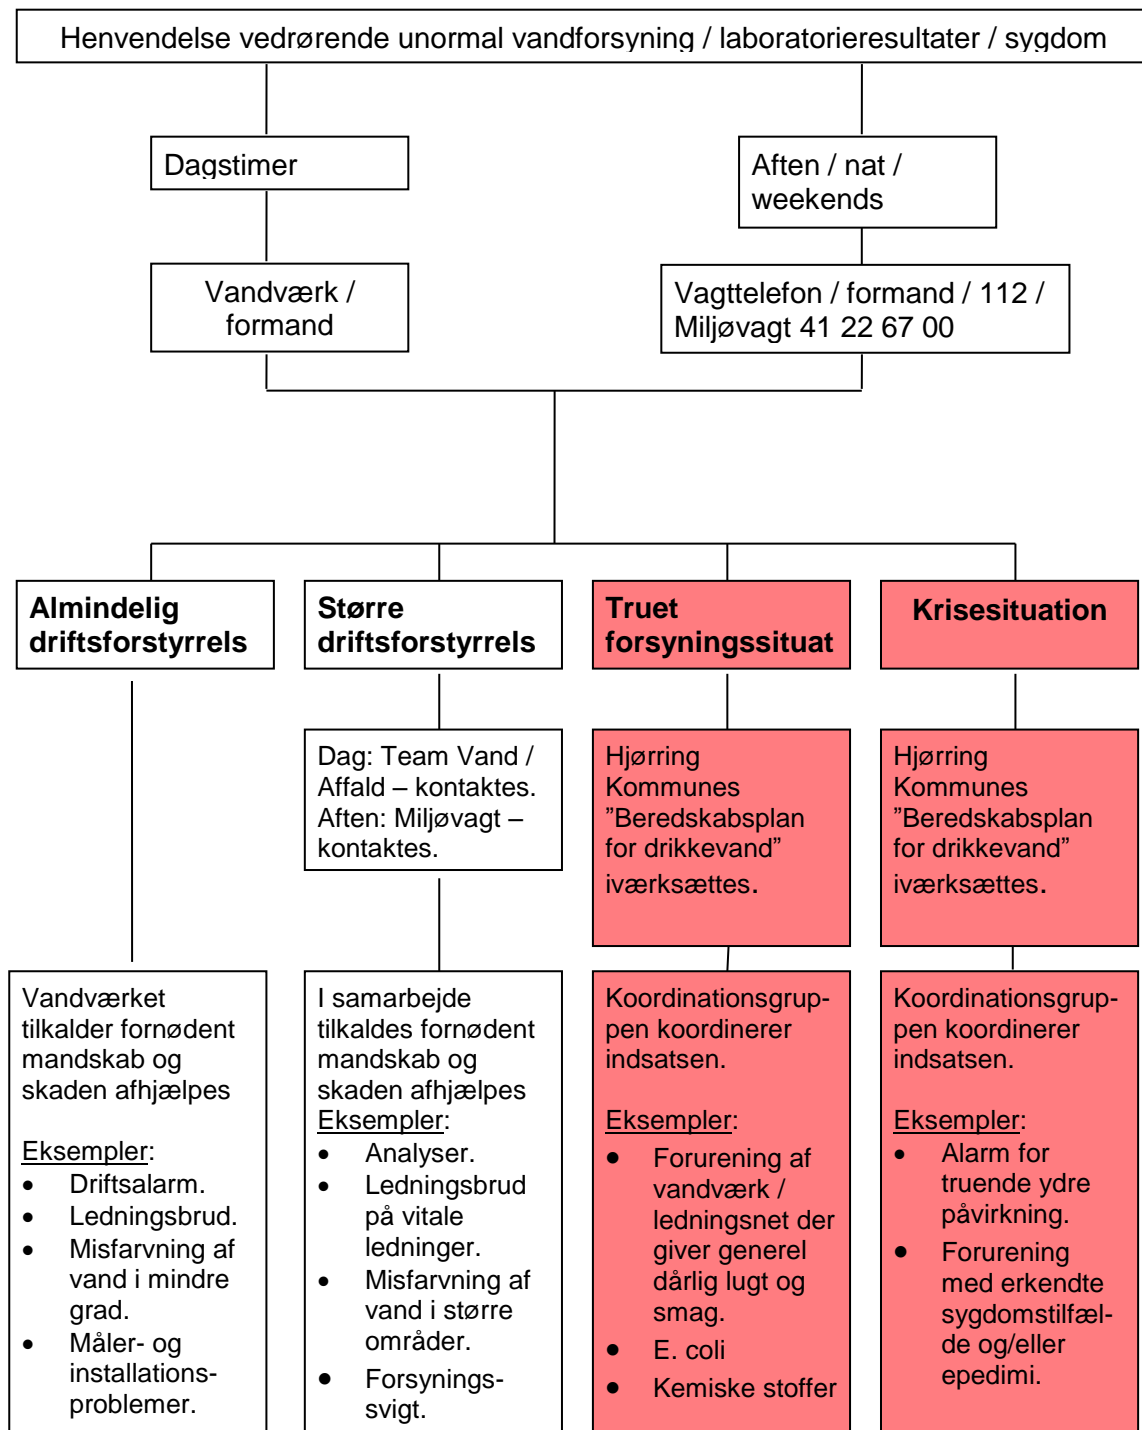 Henvendelse vedrørende unormal vandforsyning / laboratorieresultater / sygdom
Dagstimer
Aften / nat /
weekends
Vandværk /
formand
Vagttelefon / formand / 112 /
Miljøvagt 41 22 67 00
Almindelig
driftsforstyrrels
Større
driftsforstyrrels
Truet
forsyningssituat
Krisesituation
Dag: Team Vand /
Affald – kontaktes.
Aften: Miljøvagt –
kontaktes.
Hjørring
Kommunes
”Beredskabsplan
for drikkevand”
iværksættes.
Hjørring
Kommunes
”Beredskabsplan
for drikkevand”
iværksættes.
Vandværket
tilkalder fornødent
mandskab og
skaden afhjælpes
Eksempler:
• Driftsalarm.
• Ledningsbrud.
• Misfarvning af
vand i mindre
grad.
• Måler- og
installations-
problemer.
I samarbejde
tilkaldes fornødent
mandskab og
skaden afhjælpes
Eksempler:
• Analyser.
• Ledningsbrud
på vitale
ledninger.
• Misfarvning af
vand i større
områder.
• Forsynings-
svigt.
Koordinationsgrup-
pen koordinerer
indsatsen.
Eksempler:
• Forurening af
vandværk /
ledningsnet der
giver generel
dårlig lugt og
smag.
• E. coli
• Kemiske stoffer
Koordinationsgrup-
pen koordinerer
indsatsen.
Eksempler:
• Alarm for
truende ydre
påvirkning.
• Forurening
med erkendte
sygdomstilfæl-
de og/eller
epedimi.